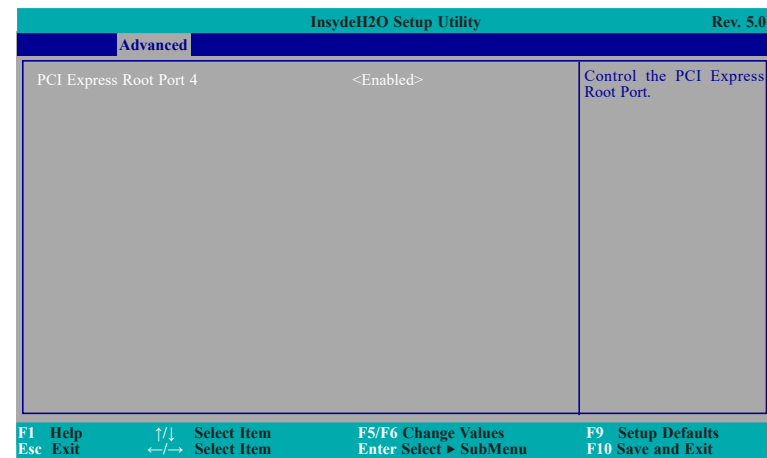 InsydeH2O Setup Utility Rev. 5.0
Advanced
PCI Express Root Port 4 <Enabled>
Control the PCI Express
Root Port.
F1 Help ↑/↓ Select Item F5/F6 Change Values F9 Setup Defaults
Esc Exit ←/→ Select Item Enter Select ▶ SubMenu F10 Save and Exit